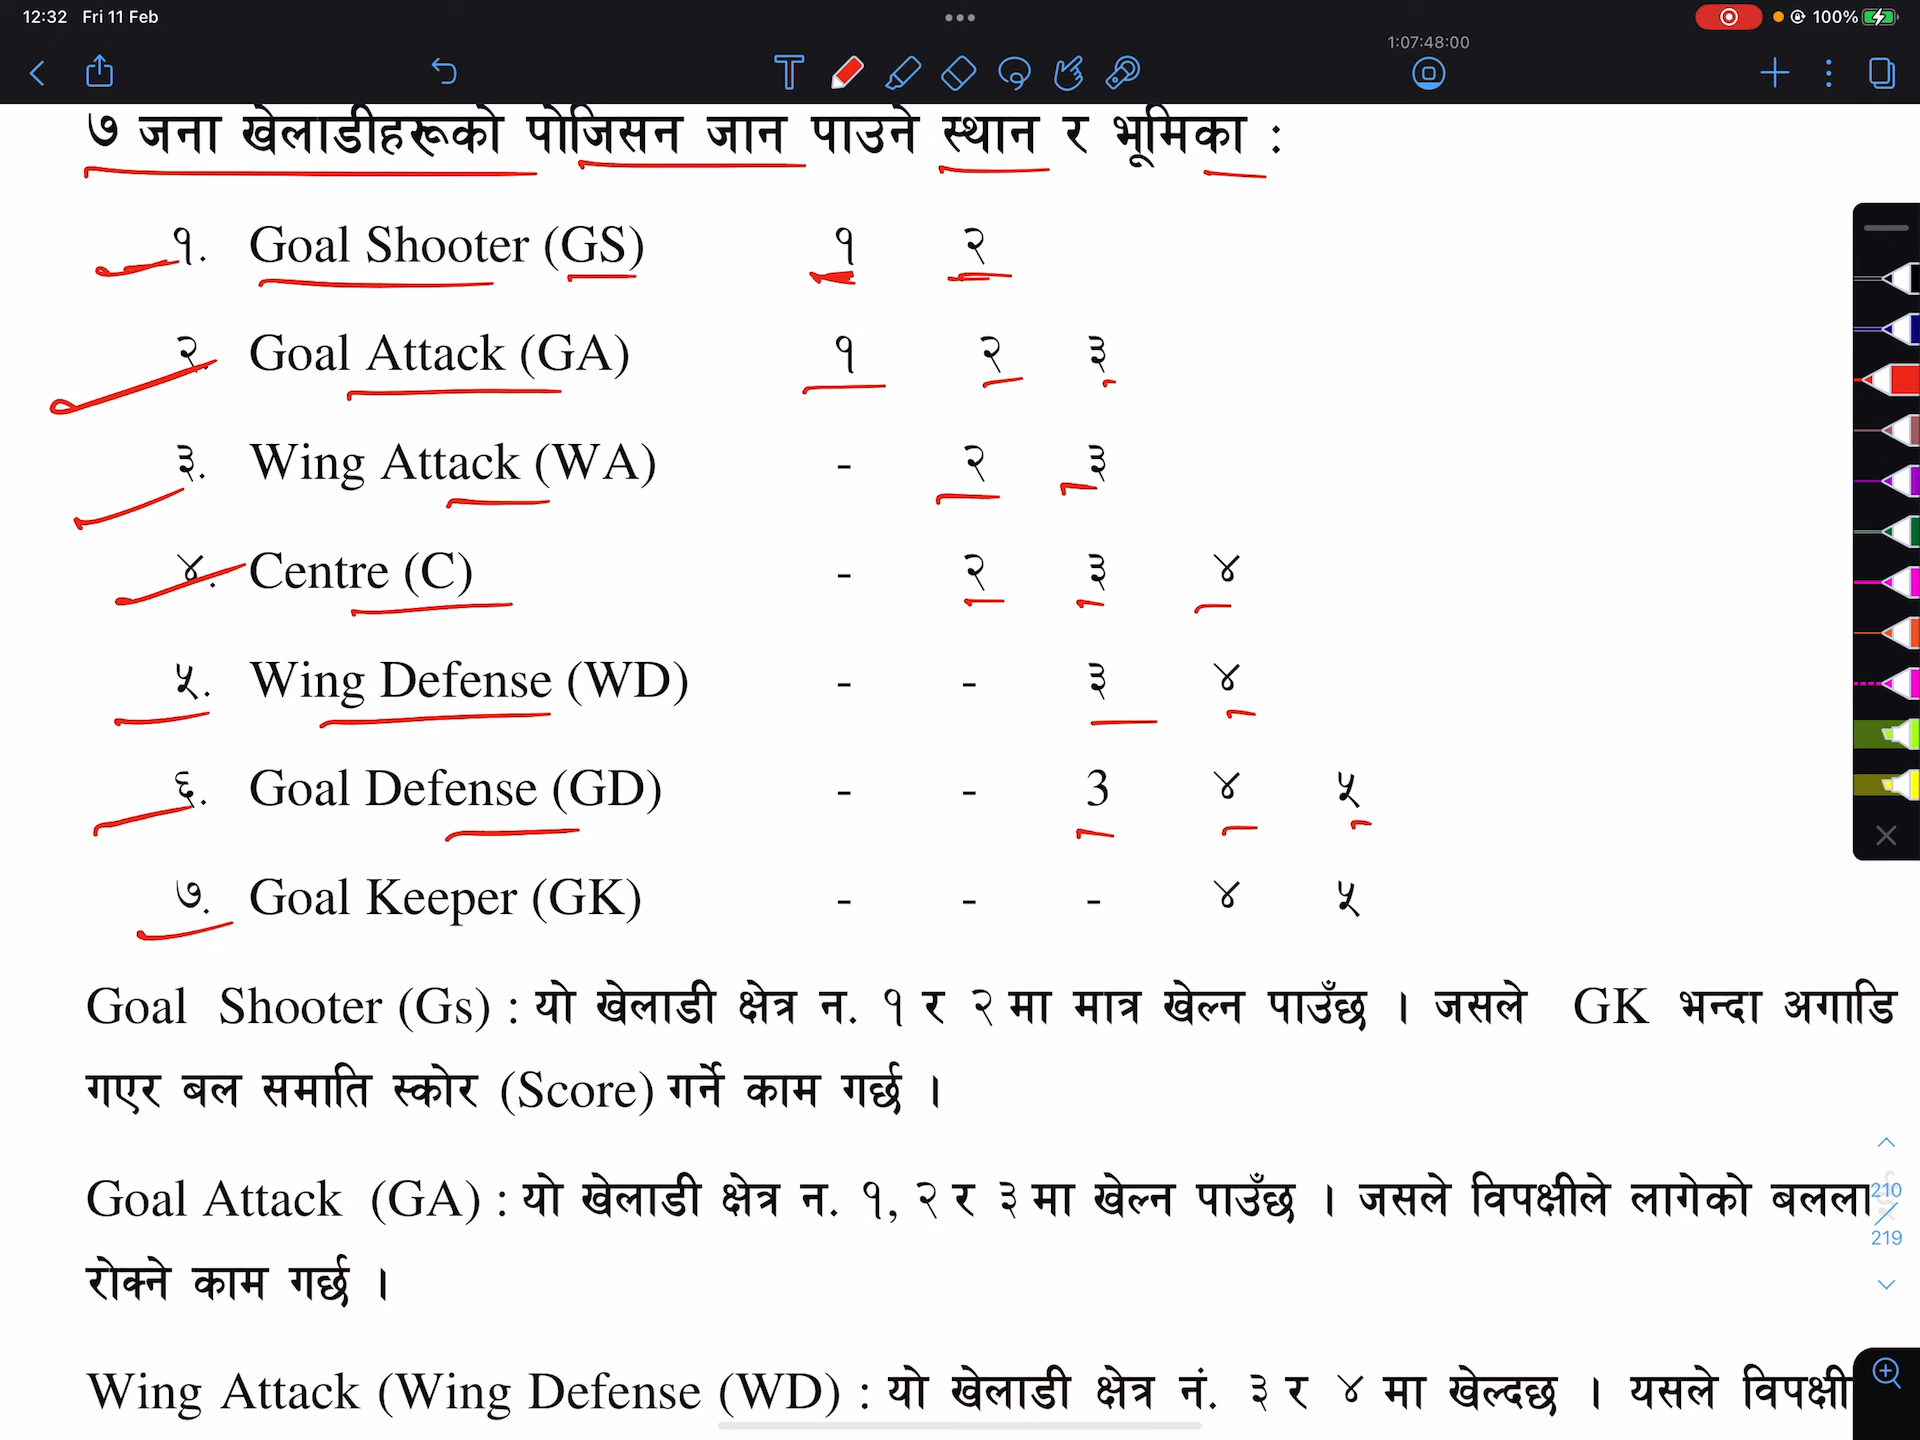 12:32 Fri 11 Feb
100%
1:07:48:00
७ जना खेलाडीहरूको पोजिसन जान पाउने स्थान र भूमिका :
१. Goal Shooter (GS) १ २
२. Goal Attack (GA) १ २ ३
३. Wing Attack (WA) - २ ३
४. Centre (C) - २ ३ ४
५. Wing Defense (WD) - - ३ ४
६. Goal Defense (GD) - - 3 ४ ५
७. Goal Keeper (GK) - - - ४ ५
Goal Shooter (Gs) : यो खेलाडी क्षेत्र न. १ र २ मा मात्र खेल्न पाउँछ । जसले GK भन्दा अगाडि
गएर बल समाति स्कोर (Score) गर्ने काम गर्छ ।
Goal Attack (GA) : यो खेलाडी क्षेत्र न. १, २ र ३ मा खेल्न पाउँछ । जसले विपक्षीले लागेको बलला
210
219
रोक्ने काम गर्छ ।
Wing Attack (Wing Defense (WD) : यो खेलाडी क्षेत्र नं. ३ र ४ मा खेल्दछ । यसले विपक्षी